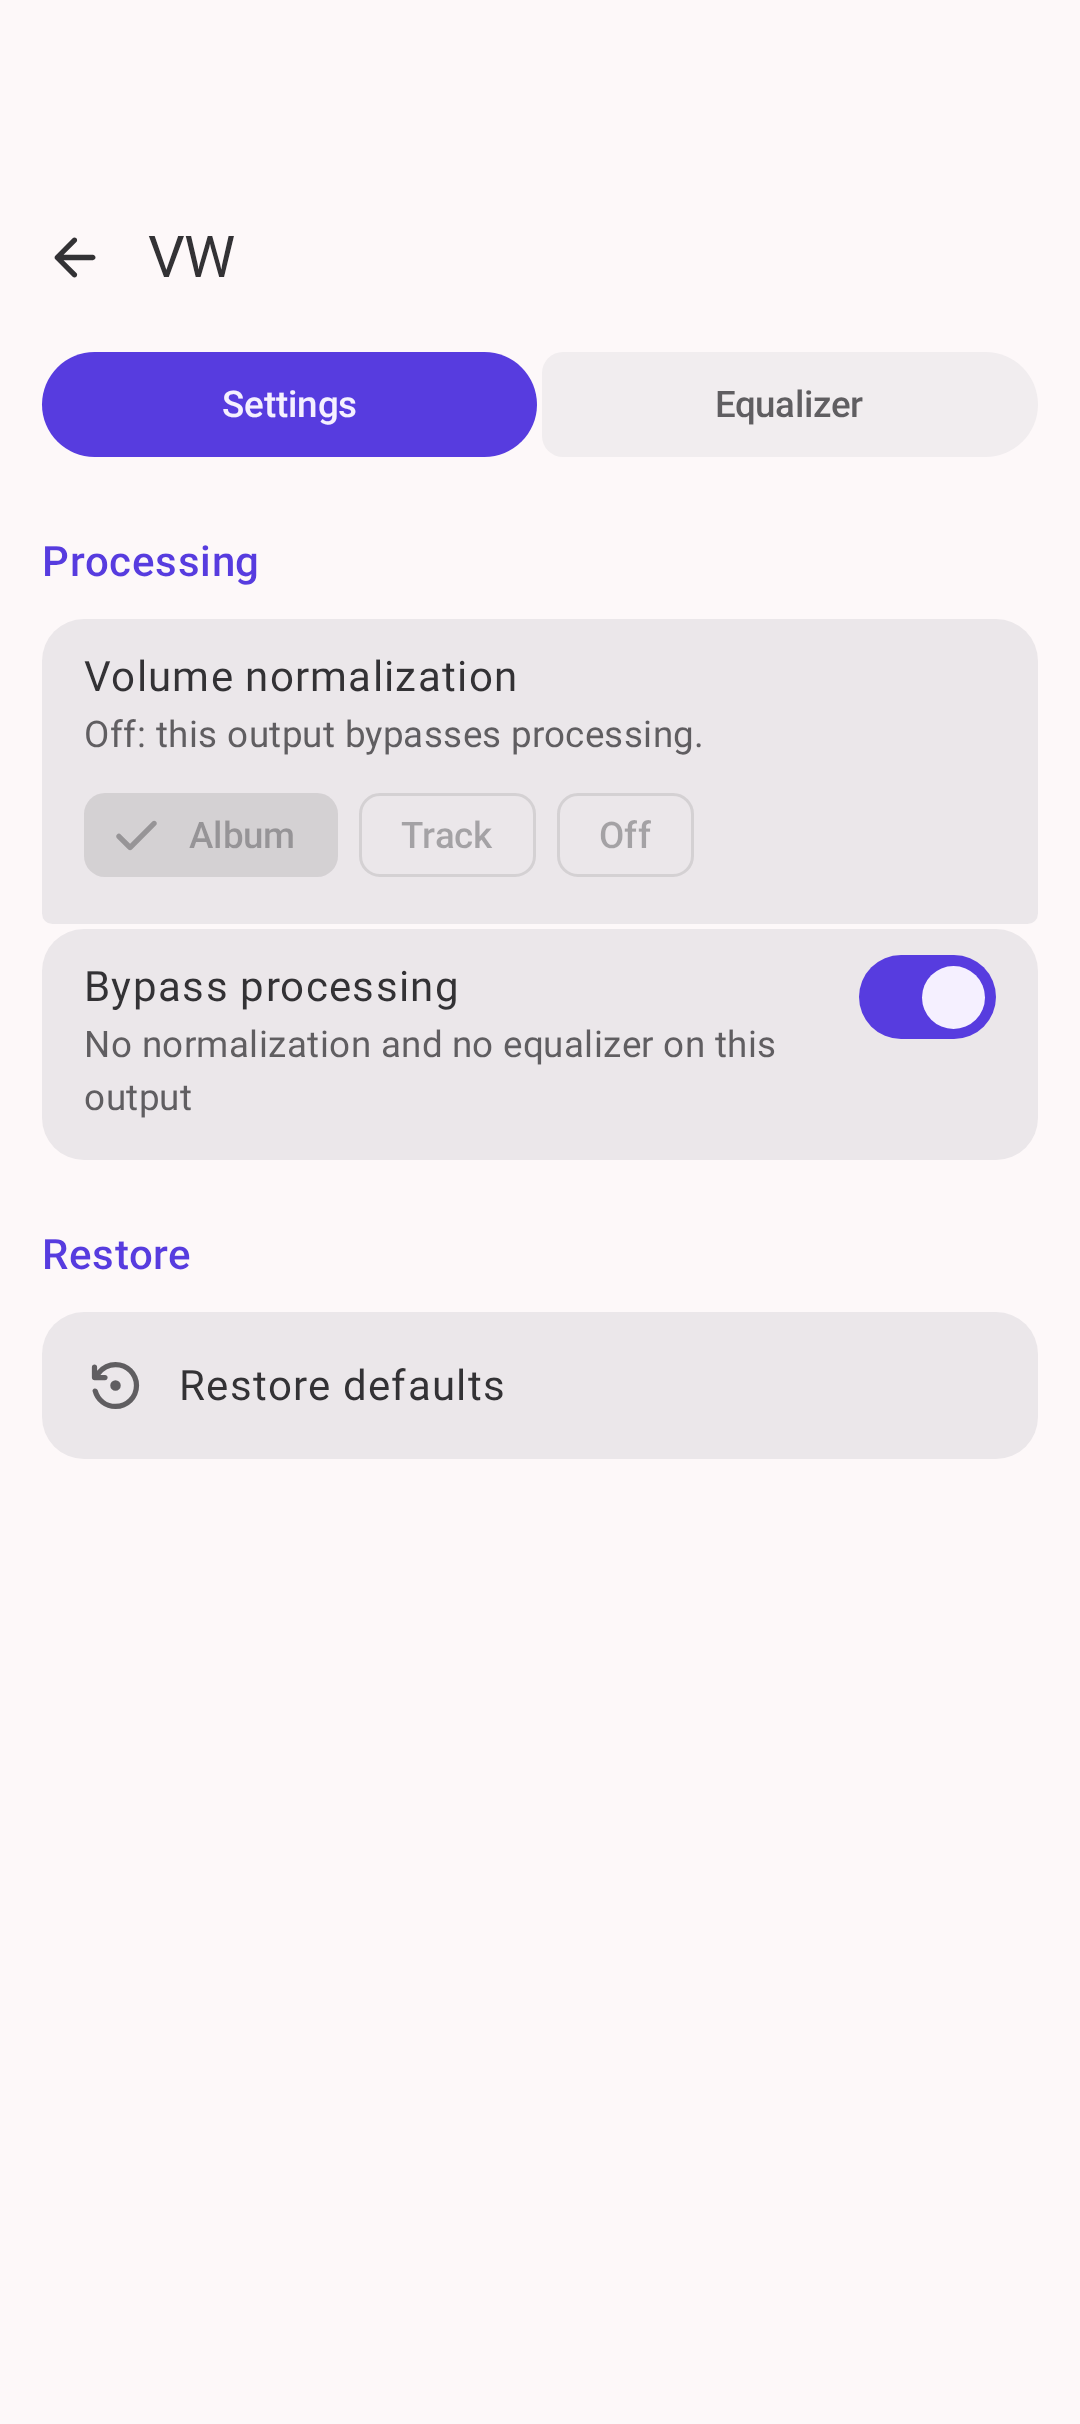 VW
Settings
Equalizer
Processing
Volume normalization
Off: this output bypasses processing.
Album
Track
Off
Bypass processing
No normalization and no equalizer on this
output
Restore
Restore defaults